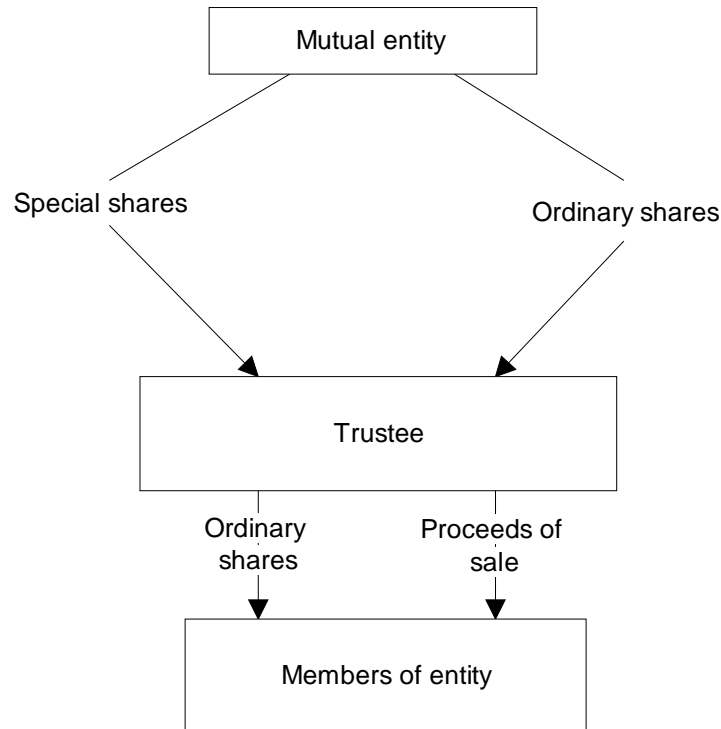 Mutual entity
Special shares
Ordinary shares
Trustee
Ordinary
shares
Proceeds of
sale
Members of entity